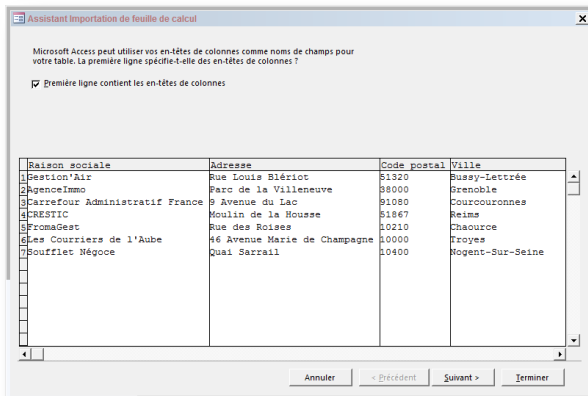 Assistant Importation de feuille de calcul
Microsoft Access peut utiliser vos en-têtes de colonnes comme noms de champs pour
votre table. La première ligne spécifie-t-elle des en-têtes de colonnes ?
Première ligne contient les en-têtes de colonnes
Raison sociale Adresse Code postal Ville
1 Gestion'Air Rue Louis Blériot 51320 Bussy-Lettrée
2 AgenceImmo Parc de la Villeneuve 38000 Grenoble
3 Carrefour Administratif France 9 Avenue du Lac 91080 Courcouronnes
4 CRESTIC Moulin de la Housse 51867 Reims
5 FromaGest Rue des Roises 10210 Chaource
6 Les Courriers de l'Aube 46 Avenue Marie de Champagne 10000 Troyes
7 Soufflet Négoce Quai Sarrail 10400 Nogent-Sur-Seine
Annuler < Précédent Suivant > Terminer